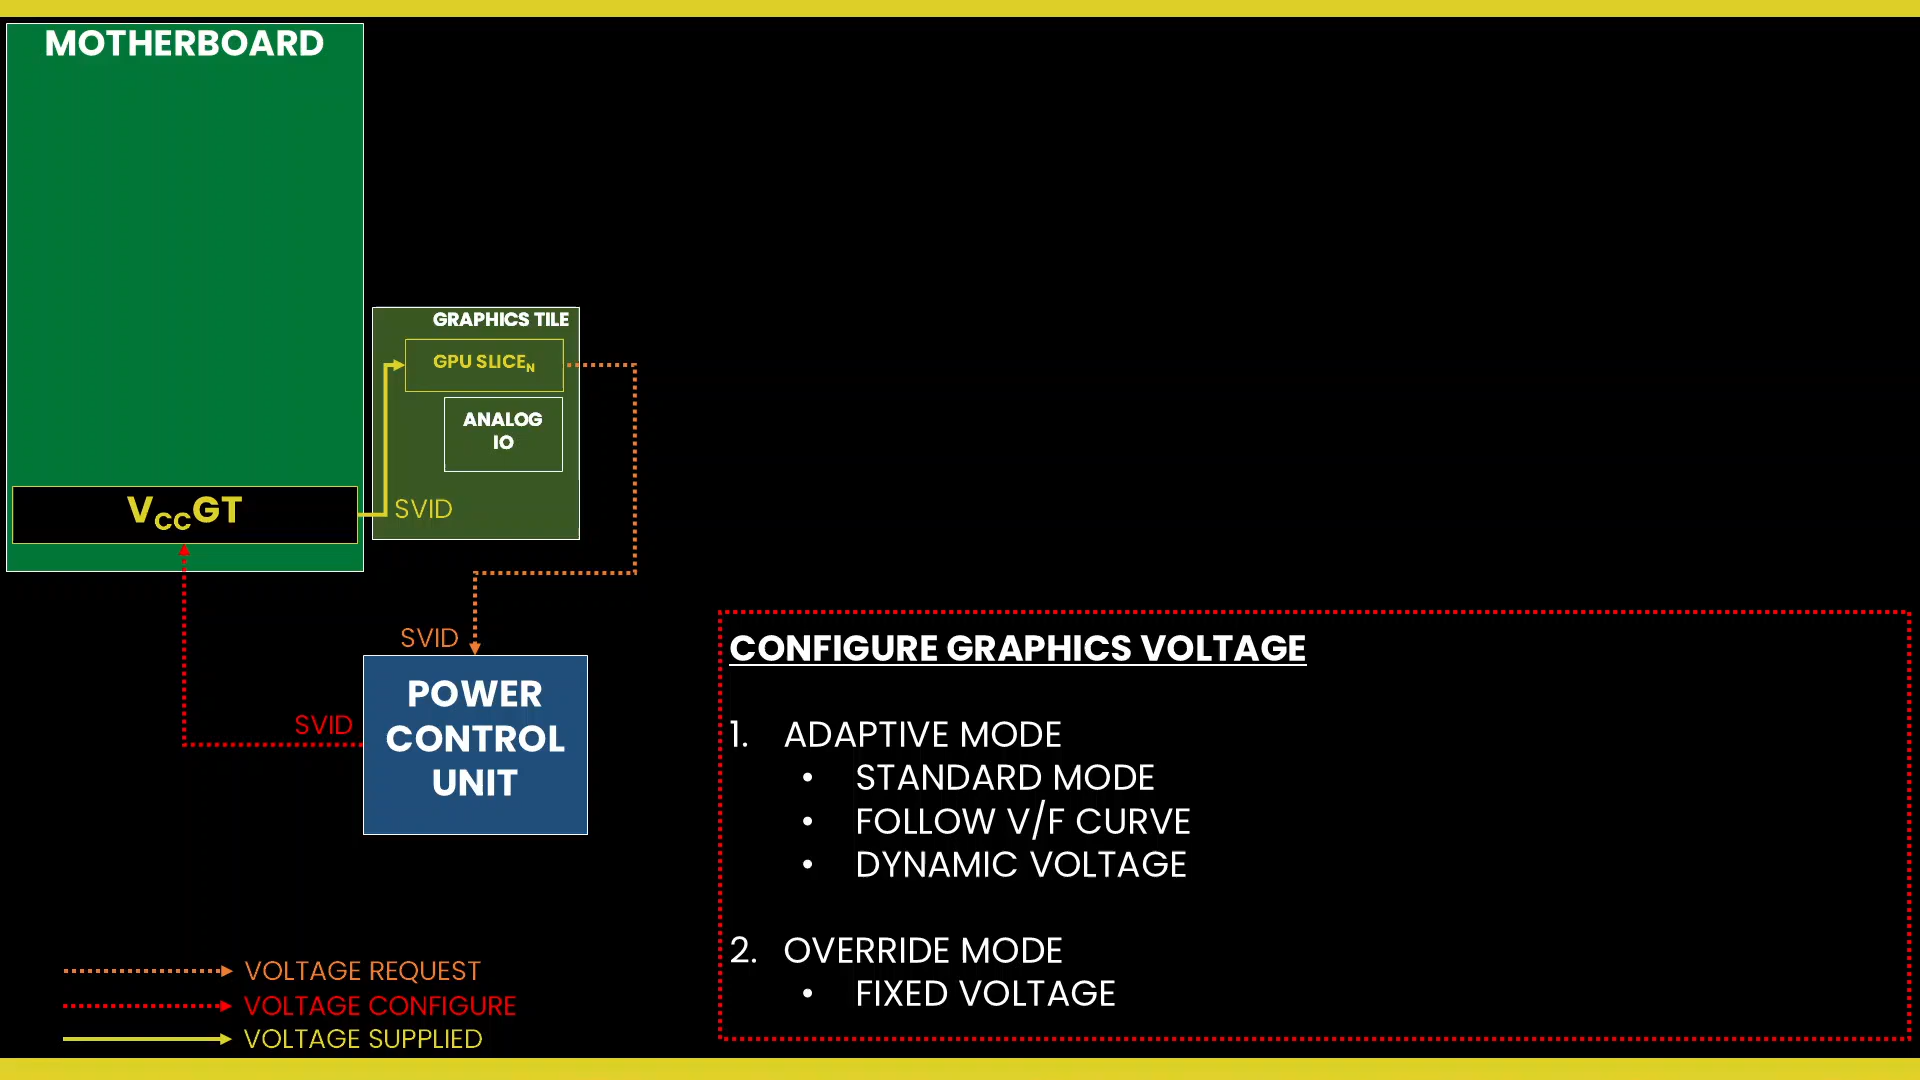 MOTHERBOARD
GRAPHICS TILE
GPU SLICEN
ANALOG
IO
VCCGT
SVID
SVID
POWER
CONTROL
UNIT
SVID
VOLTAGE REQUEST
VOLTAGE CONFIGURE
VOLTAGE SUPPLIED
CONFIGURE GRAPHICS VOLTAGE
1. ADAPTIVE MODE
• STANDARD MODE
• FOLLOW V/F CURVE
• DYNAMIC VOLTAGE
2. OVERRIDE MODE
• FIXED VOLTAGE